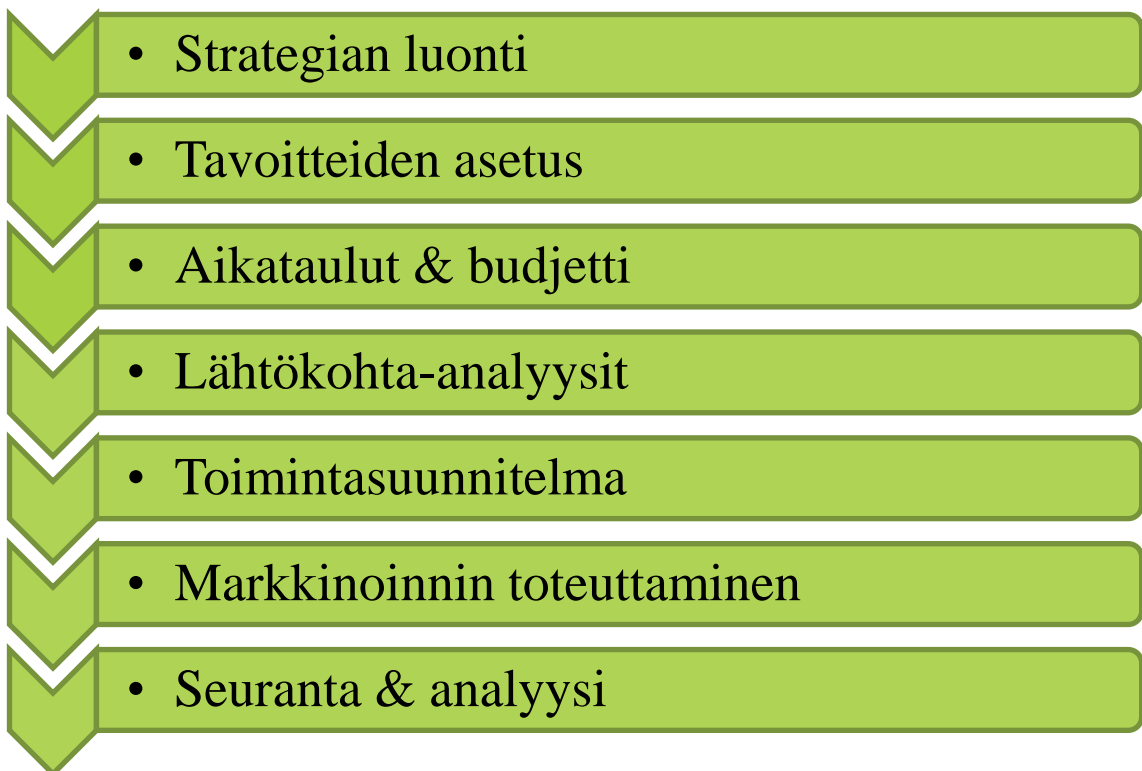 • Strategian luonti
• Tavoitteiden asetus
• Aikataulut & budjetti
• Lähtökohta-analyysit
• Toimintasuunnitelma
• Markkinoinnin toteuttaminen
• Seuranta & analyysi